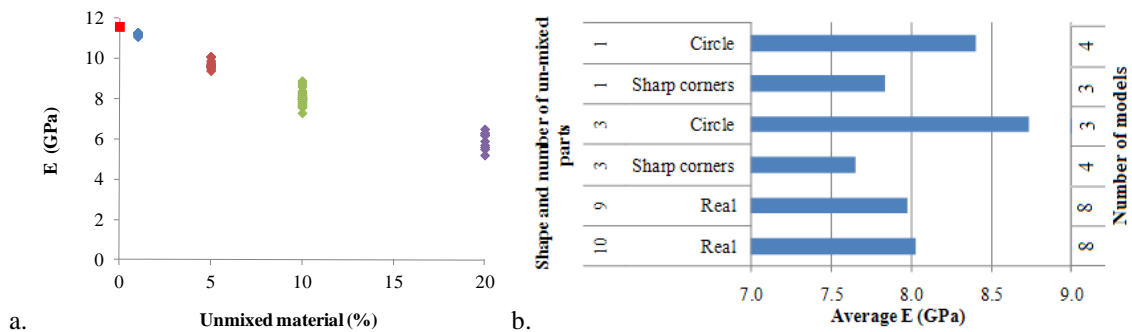 12
10
8
6
4
2
0
E (GPa)
0 5 10 15 20
Unmixed material (%)
a.
Shape and number of un-mixed
parts
1 Circle 4
1 Sharp corners 3
3 Circle 3
3 Sharp corners 4
9 Real 8
10 Real 8
Number of models
7.0 7.5 8.0 8.5 9.0
Average E (GPa)
b.